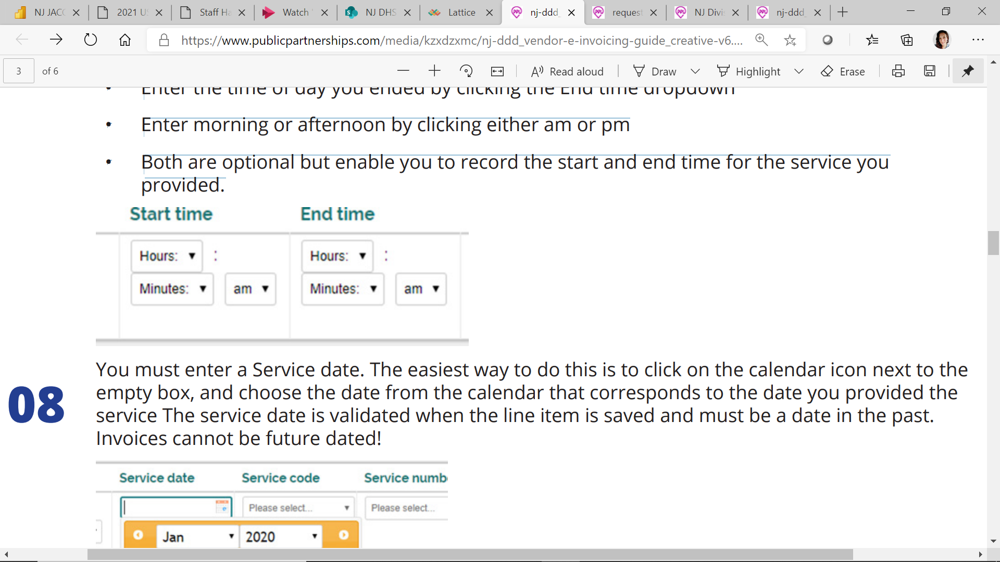 NJ JAC
2021 U
Staff Ha
Watch
NJ DHS
Lattice
nj-ddd_
request
NJ Divi
nj-ddd_
https://www.publicpartnerships.com/media/kzxdzxmc/nj-ddd_vendor-e-invoicing-guide_creative-v6....
3 of 6
Read aloud
Draw
Highlight
Erase
Enter the time of day you ended by clicking the End time dropdown
• Enter morning or afternoon by clicking either am or pm
• Both are optional but enable you to record the start and end time for the service you
provided.
Start time End time
Hours: : Hours: :
Minutes: am Minutes: am
08
You must enter a Service date. The easiest way to do this is to click on the calendar icon next to the
empty box, and choose the date from the calendar that corresponds to the date you provided the
service The service date is validated when the line item is saved and must be a date in the past.
Invoices cannot be future dated!
Service date Service code Service numb
Please select... Please select...
Jan 2020